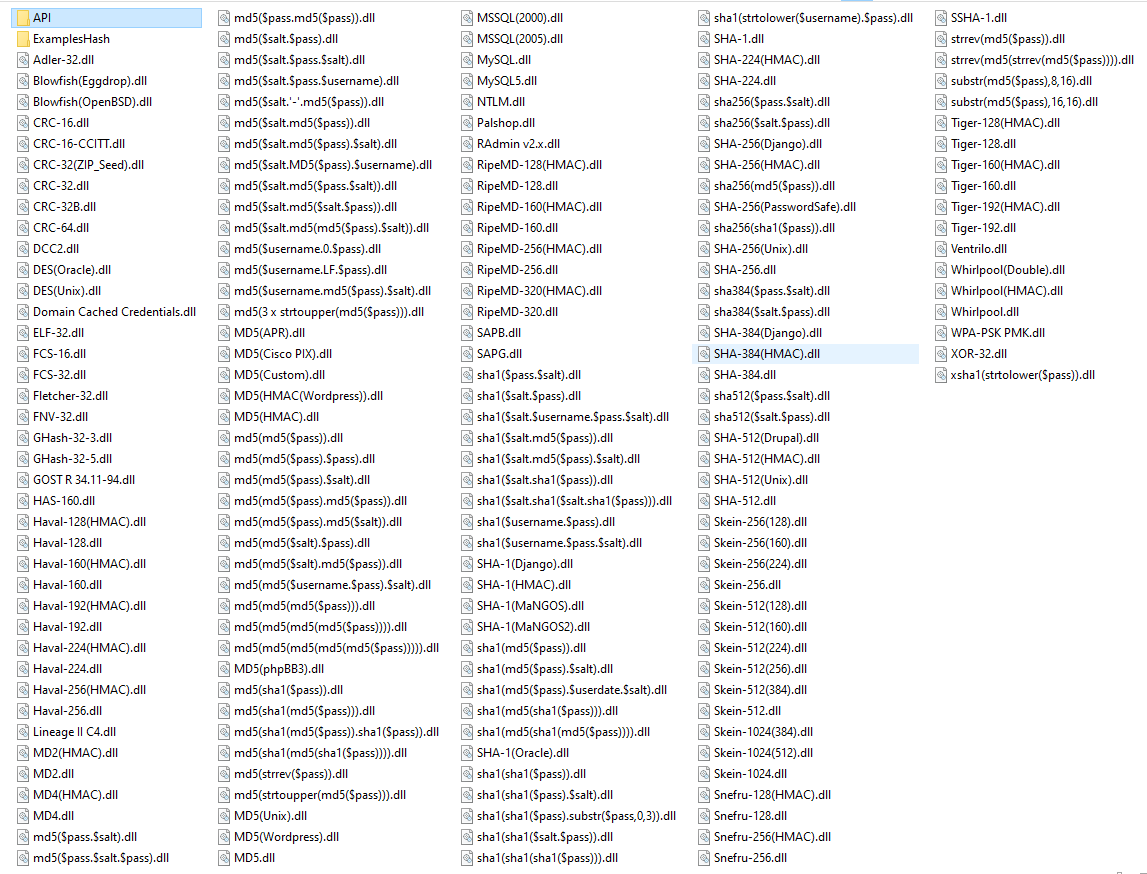 API
ExamplesHash
Adler-32.dll
Blowfish(Eggdrop).dll
Blowfish(OpenBSD).dll
CRC-16.dll
CRC-16-CCITT.dll
CRC-32(ZIP_Seed).dll
CRC-32.dll
CRC-32B.dll
CRC-64.dll
DCC2.dll
DES(Oracle).dll
DES(Unix).dll
Domain Cached Credentials.dll
ELF-32.dll
FCS-16.dll
FCS-32.dll
Fletcher-32.dll
FNV-32.dll
GHash-32-3.dll
GHash-32-5.dll
GOST R 34.11-94.dll
HAS-160.dll
Haval-128(HMAC).dll
Haval-128.dll
Haval-160(HMAC).dll
Haval-160.dll
Haval-192(HMAC).dll
Haval-192.dll
Haval-224(HMAC).dll
Haval-224.dll
Haval-256(HMAC).dll
Haval-256.dll
Lineage II C4.dll
MD2(HMAC).dll
MD2.dll
MD4(HMAC).dll
MD4.dll
md5($pass.$salt).dll
md5($pass.$salt.$pass).dll
md5($pass.md5($pass)).dll
md5($salt.$pass).dll
md5($salt.$pass.$salt).dll
md5($salt.$pass.$username).dll
md5($salt.'-'.md5($pass)).dll
md5($salt.md5($pass)).dll
md5($salt.md5($pass).$salt).dll
md5($salt.MD5($pass).$username).dll
md5($salt.md5($pass.$salt)).dll
md5($salt.md5($salt.$pass)).dll
md5($salt.md5(md5($pass).$salt)).dll
md5($username.0.$pass).dll
md5($username.LF.$pass).dll
md5($username.md5($pass).$salt).dll
md5(3 x strtoupper(md5($pass))).dll
MD5(APR).dll
MD5(Cisco PIX).dll
MD5(Custom).dll
MD5(HMAC(Wordpress)).dll
MD5(HMAC).dll
md5(md5($pass)).dll
md5(md5($pass).$pass).dll
md5(md5($pass).$salt).dll
md5(md5($pass).md5($pass)).dll
md5(md5($pass).md5($salt)).dll
md5(md5($salt).$pass).dll
md5(md5($salt).md5($pass)).dll
md5(md5($username.$pass).$salt).dll
md5(md5(md5($pass))).dll
md5(md5(md5(md5($pass)))).dll
md5(md5(md5(md5(md5($pass))))).dll
MD5(phpBB3).dll
md5(sha1($pass)).dll
md5(sha1(md5($pass))).dll
md5(sha1(md5($pass)).sha1($pass)).dll
md5(sha1(md5(sha1($pass)))).dll
md5(strrev($pass)).dll
md5(strtoupper(md5($pass))).dll
MD5(Unix).dll
MD5(Wordpress).dll
MD5.dll
MSSQL(2000).dll
MSSQL(2005).dll
MySQL.dll
MySQL5.dll
NTLM.dll
Palshop.dll
RAdmin v2.x.dll
RipeMD-128(HMAC).dll
RipeMD-128.dll
RipeMD-160(HMAC).dll
RipeMD-160.dll
RipeMD-256(HMAC).dll
RipeMD-256.dll
RipeMD-320(HMAC).dll
RipeMD-320.dll
SAPB.dll
SAPG.dll
sha1($pass.$salt).dll
sha1($salt.$pass).dll
sha1($salt.$username.$pass.$salt).dll
sha1($salt.md5($pass)).dll
sha1($salt.md5($pass).$salt).dll
sha1($salt.sha1($pass)).dll
sha1($salt.sha1($salt.sha1($pass))).dll
sha1($username.$pass).dll
sha1($username.$pass.$salt).dll
SHA-1(Django).dll
SHA-1(HMAC).dll
SHA-1(MaNGOS).dll
SHA-1(MaNGOS2).dll
sha1(md5($pass)).dll
sha1(md5($pass).$salt).dll
sha1(md5($pass).$userdate.$salt).dll
sha1(md5(sha1($pass))).dll
sha1(md5(sha1(md5($pass)))).dll
SHA-1(Oracle).dll
sha1(sha1($pass)).dll
sha1(sha1($pass).$salt).dll
sha1(sha1($pass).substr($pass,0,3)).dll
sha1(sha1($salt.$pass)).dll
sha1(sha1(sha1($pass))).dll
sha1(strtolower($username).$pass).dll
SHA-1.dll
SHA-224(HMAC).dll
SHA-224.dll
sha256($pass.$salt).dll
sha256($salt.$pass).dll
SHA-256(Django).dll
SHA-256(HMAC).dll
sha256(md5($pass)).dll
SHA-256(PasswordSafe).dll
sha256(sha1($pass)).dll
SHA-256(Unix).dll
SHA-256.dll
sha384($pass.$salt).dll
sha384($salt.$pass).dll
SHA-384(Django).dll
SHA-384(HMAC).dll
SHA-384.dll
sha512($pass.$salt).dll
sha512($salt.$pass).dll
SHA-512(Drupal).dll
SHA-512(HMAC).dll
SHA-512(Unix).dll
SHA-512.dll
Skein-256(128).dll
Skein-256(160).dll
Skein-256(224).dll
Skein-256.dll
Skein-512(128).dll
Skein-512(160).dll
Skein-512(224).dll
Skein-512(256).dll
Skein-512(384).dll
Skein-512.dll
Skein-1024(384).dll
Skein-1024(512).dll
Skein-1024.dll
Snefru-128(HMAC).dll
Snefru-128.dll
Snefru-256(HMAC).dll
Snefru-256.dll
SSHA-1.dll
strrev(md5($pass)).dll
strrev(md5(strrev(md5($pass)))).dll
substr(md5($pass),8,16).dll
substr(md5($pass),16,16).dll
Tiger-128(HMAC).dll
Tiger-128.dll
Tiger-160(HMAC).dll
Tiger-160.dll
Tiger-192(HMAC).dll
Tiger-192.dll
Ventrilo.dll
Whirlpool(Double).dll
Whirlpool(HMAC).dll
Whirlpool.dll
WPA-PSK PMK.dll
XOR-32.dll
xsha1(strtolower($pass)).dll